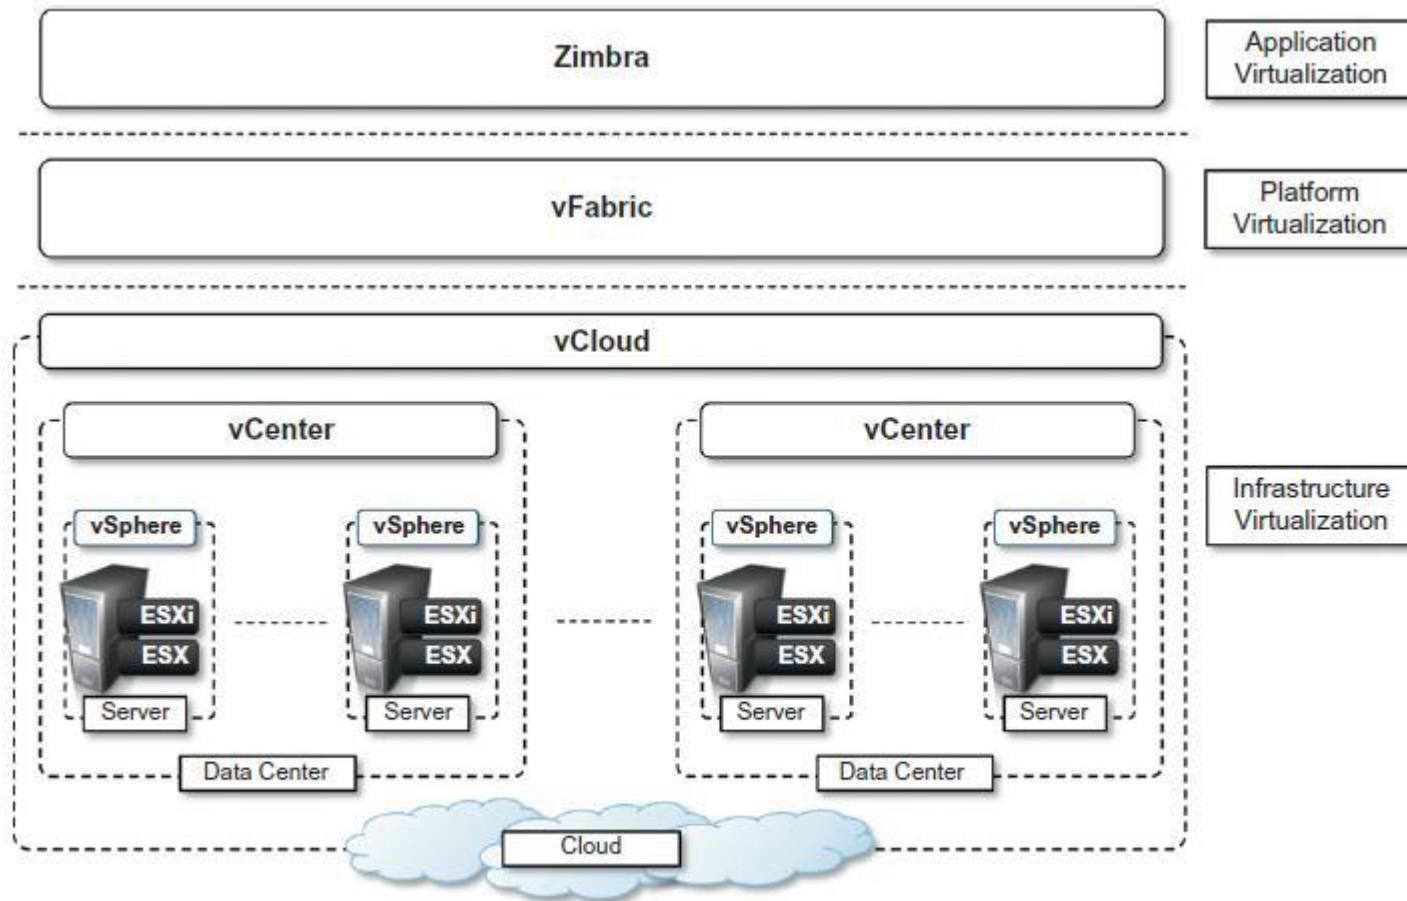 Zimbra
Application
Virtualization
vFabric
Platform
Virtualization
vCloud
vCenter
vCenter
Infrastructure
Virtualization
vSphere
vSphere
vSphere
vSphere
ESXi
ESXi
ESXi
ESXi
ESX
ESX
ESX
ESX
Server
Server
Server
Server
Data Center
Data Center
Cloud